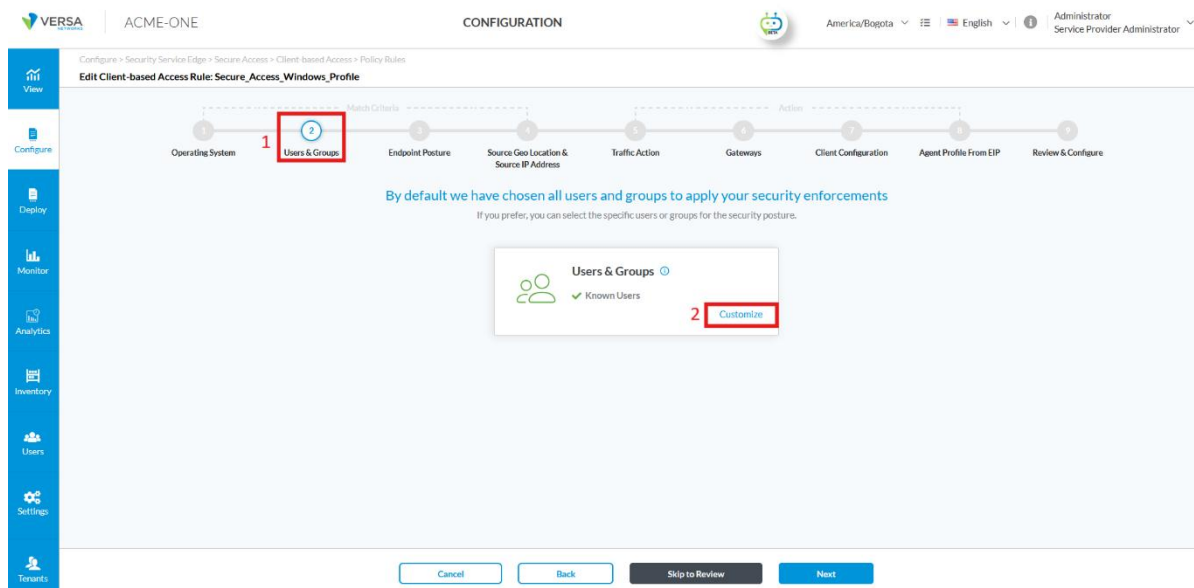 VERSA
NETWORKS
ACME-ONE
CONFIGURATION
BETA
America/Bogota
English
Administrator
Service Provider Administrator
View
Configure
Deploy
Monitor
Analytics
Inventory
Users
Settings
Tenants
Configure > Security Service Edge > Secure Access > Client-based Access > Policy Rules
Edit Client-based Access Rule: Secure_Access_Windows_Profile
Match Criteria
Action
1
Operating System
1
2
Users & Groups
3
Endpoint Posture
4
Source Geo Location &
Source IP Address
5
Traffic Action
6
Gateways
7
Client Configuration
8
Agent Profile From EIP
9
Review & Configure
By default we have chosen all users and groups to apply your security enforcements
If you prefer, you can select the specific users or groups for the security posture.
Users & Groups
Known Users
2
Customize
Cancel
Back
Skip to Review
Next